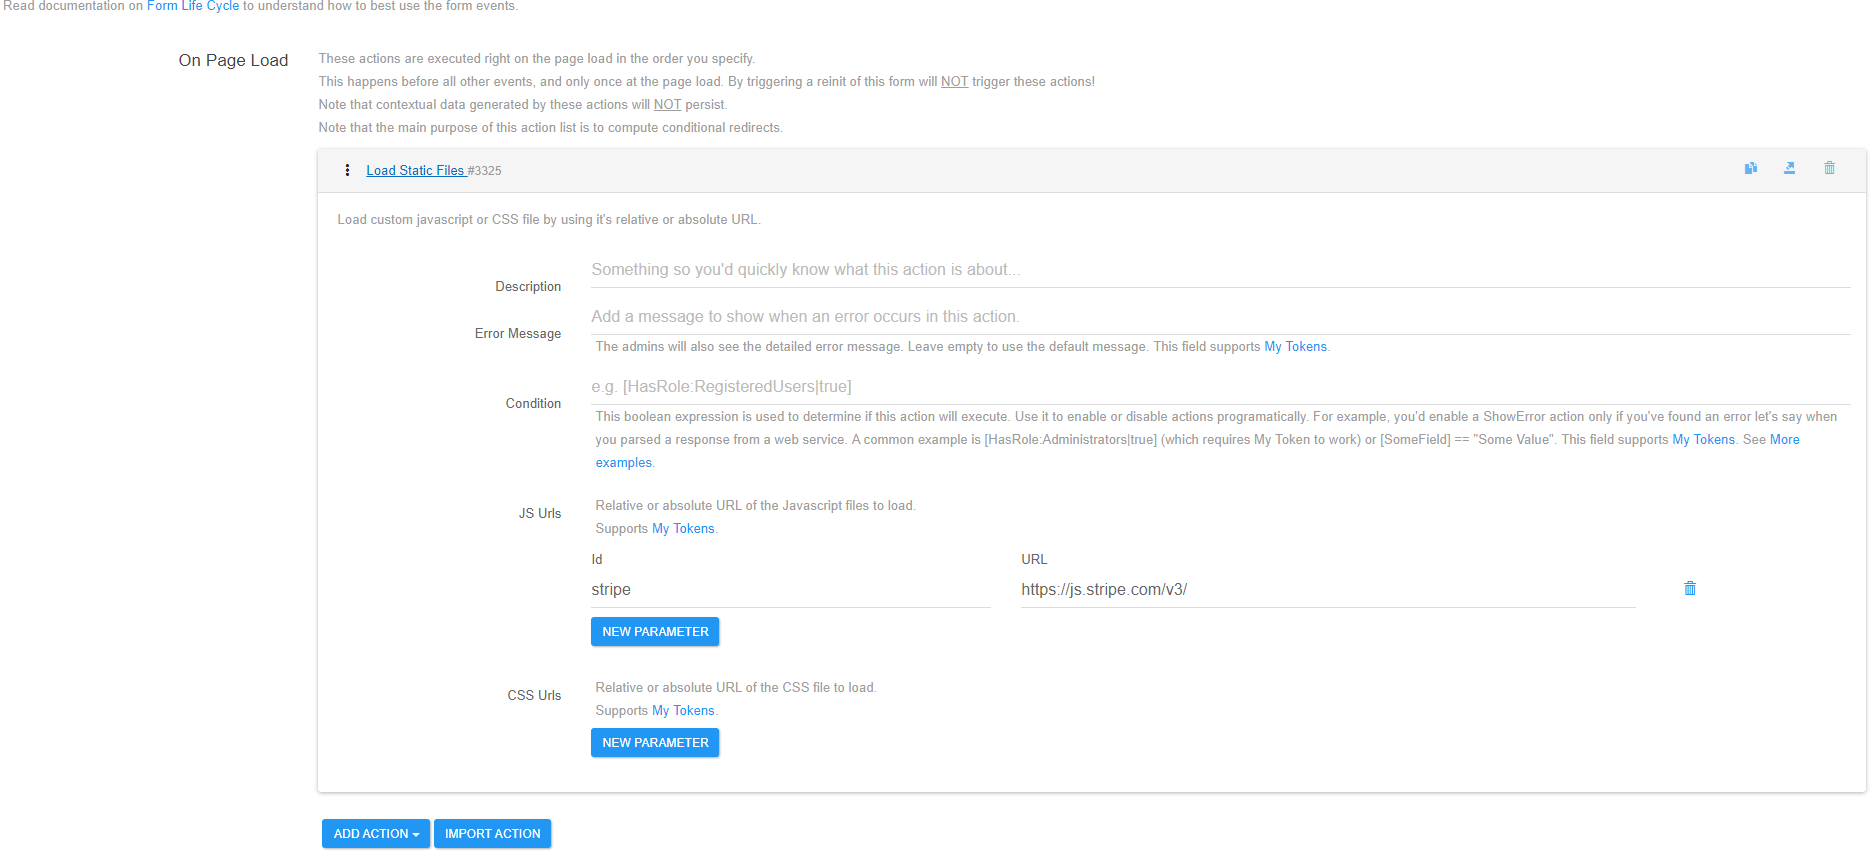 Read documentation on Form Life Cycle to understand how to best use the form events.
On Page Load
These actions are executed right on the page load in the order you specify.
This happens before all other events, and only once at the page load. By triggering a reinit of this form will NOT trigger these actions!
Note that contextual data generated by these actions will NOT persist.
Note that the main purpose of this action list is to compute conditional redirects.
Load Static Files #3325
Load custom javascript or CSS file by using it's relative or absolute URL.
Description
Something so you'd quickly know what this action is about...
Error Message
Add a message to show when an error occurs in this action.
The admins will also see the detailed error message. Leave empty to use the default message. This field supports My Tokens.
Condition
e.g. [HasRole:RegisteredUsers|true]
This boolean expression is used to determine if this action will execute. Use it to enable or disable actions programatically. For example, you'd enable a ShowError action only if you've found an error let's say when
you parsed a response from a web service. A common example is [HasRole:Administrators|true] (which requires My Token to work) or [SomeField] == "Some Value". This field supports My Tokens. See More
examples.
JS Urls
Relative or absolute URL of the Javascript files to load.
Supports My Tokens.
Id
URL
stripe
https://js.stripe.com/v3/
NEW PARAMETER
CSS Urls
Relative or absolute URL of the CSS file to load.
Supports My Tokens.
NEW PARAMETER
ADD ACTION
IMPORT ACTION